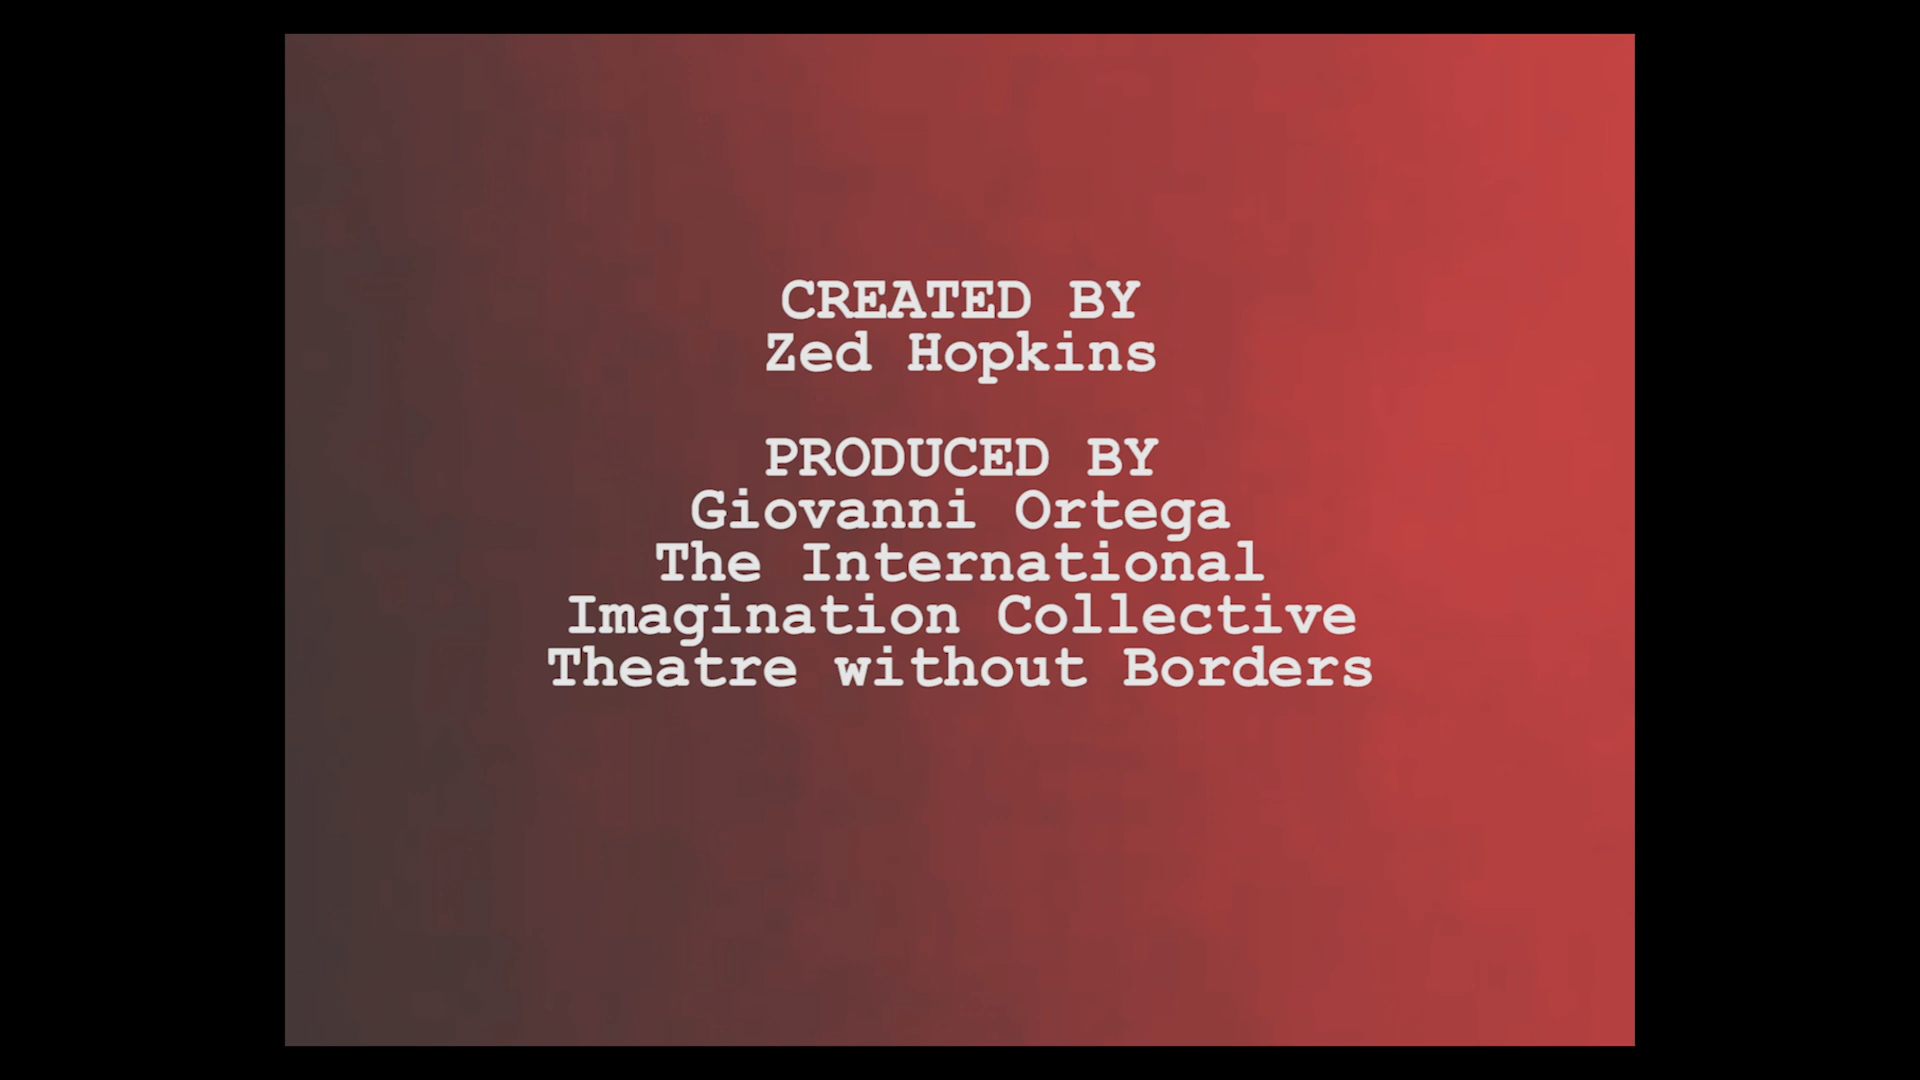 CREATED BY
Zed Hopkins
PRODUCED BY
Giovanni Ortega
The International
Imagination Collective
Theatre without Borders